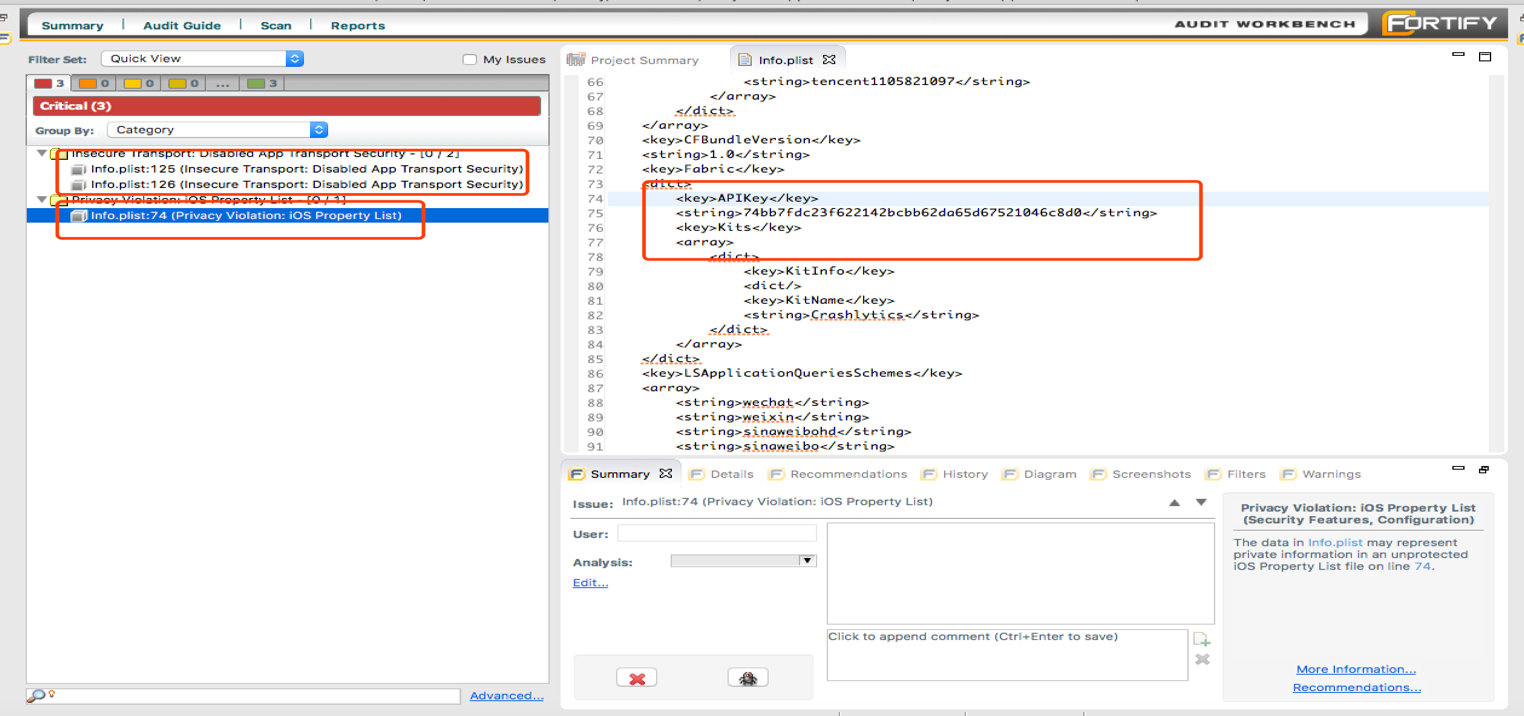 Summary | Audit Guide | Scan | Reports
AUDIT WORKBENCH
FORTIFY
Filter Set: Quick View
My Issues
3 0 0 0 ... 3
Critical (3)
Group By: Category
Insecure Transport: Disabled App Transport Security - [0 / 2]
Info.plist:125 (Insecure Transport: Disabled App Transport Security)
Info.plist:126 (Insecure Transport: Disabled App Transport Security)
Privacy Violation: iOS Property List - [0 / 1]
Info.plist:74 (Privacy Violation: iOS Property List)
Advanced...
Project Summary
Info.plist
66 <string>tencent1105821097</string>
67 </array>
68 </dict>
69 </array>
70 <key>CFBundleVersion</key>
71 <string>1.0</string>
72 <key>Fabric</key>
73 <dict>
74 <key>APIKey</key>
75 <string>74bb7fdc23f622142bcbb62da65d67521046c8d0</string>
76 <key>Kits</key>
77 <array>
78 <dict>
79 <key>KitInfo</key>
80 <dict/>
81 <key>KitName</key>
82 <string>Crashlytics</string>
83 </dict>
84 </array>
85 </dict>
86 <key>LSApplicationQueriesSchemes</key>
87 <array>
88 <string>wechat</string>
89 <string>weixin</string>
90 <string>sinaweibohd</string>
91 <string>sinaweibo</string>
Summary Details Recommendations History Diagram Screenshots Filters Warnings
Issue: Info.plist:74 (Privacy Violation: iOS Property List)
User:
Analysis:
Edit...
Click to append comment (Ctrl+Enter to save)
Privacy Violation: iOS Property List
(Security Features, Configuration)
The data in Info.plist may represent
private information in an unprotected
iOS Property List file on line 74.
More Information...
Recommendations...